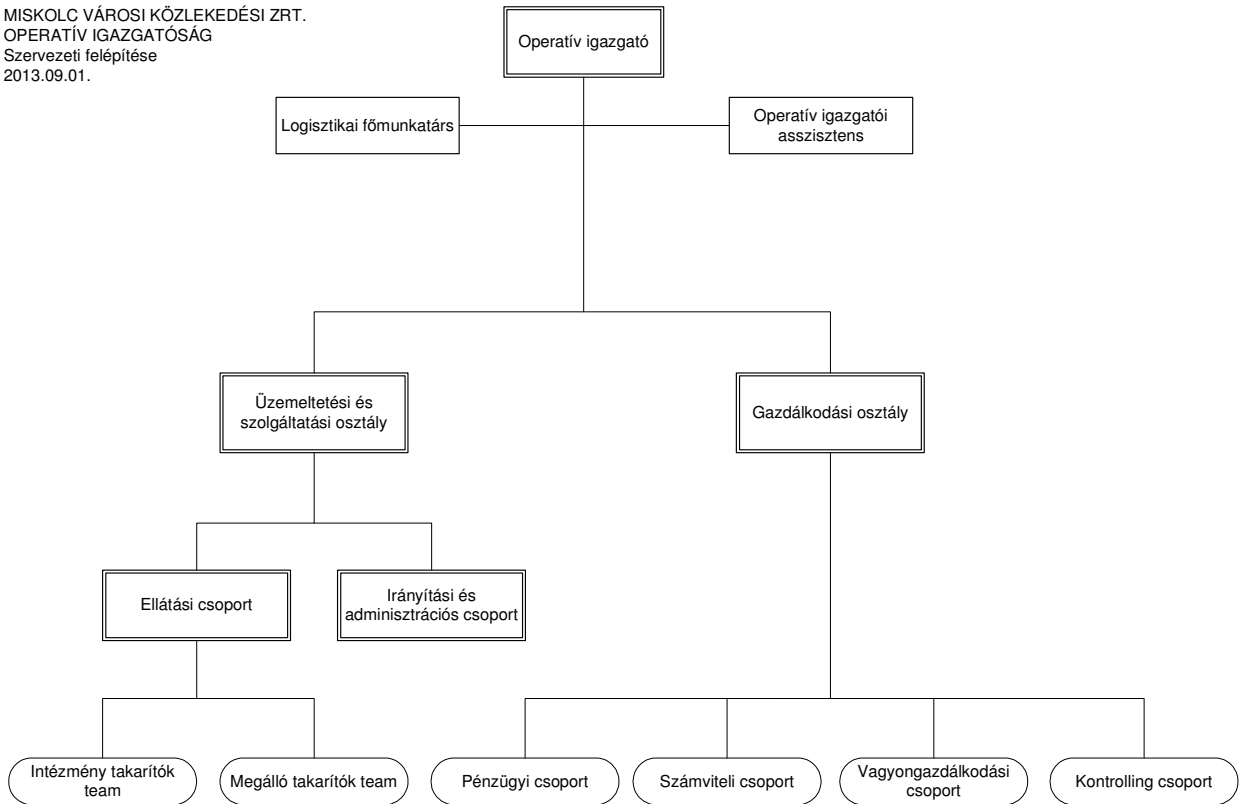 MISKOLC VÁROSI KÖZLEKEDÉSI ZRT.
OPERATÍV IGAZGATÓSÁG
Szervezeti felépítése
2013.09.01.
Operatív igazgató
Logisztikai főmunkatárs
Operatív igazgatói
asszisztens
Üzemeltetési és
szolgáltatási osztály
Gazdálkodási osztály
Ellátási csoport
Irányítási és
adminisztrációs csoport
Intézmény takarítók
team
Megálló takarítók team
Pénzügyi csoport
Számviteli csoport
Vagyongazdálkodási
csoport
Kontrolling csoport